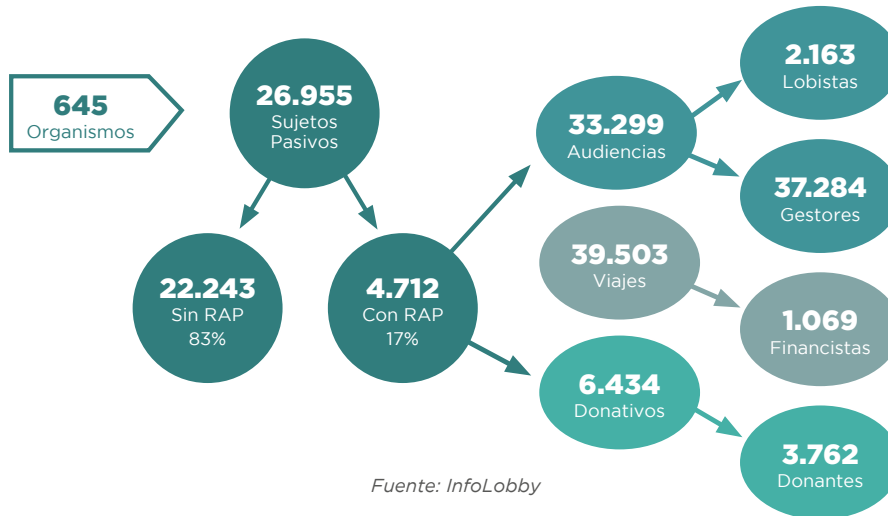 645
Organismos
26.955
Sujetos
Pasivos
22.243
Sin RAP
83%
4.712
Con RAP
17%
33.299
Audiencias
39.503
Viajes
6.434
Donativos
2.163
Lobistas
37.284
Gestores
1.069
Financistas
3.762
Donantes
Fuente: InfoLobby